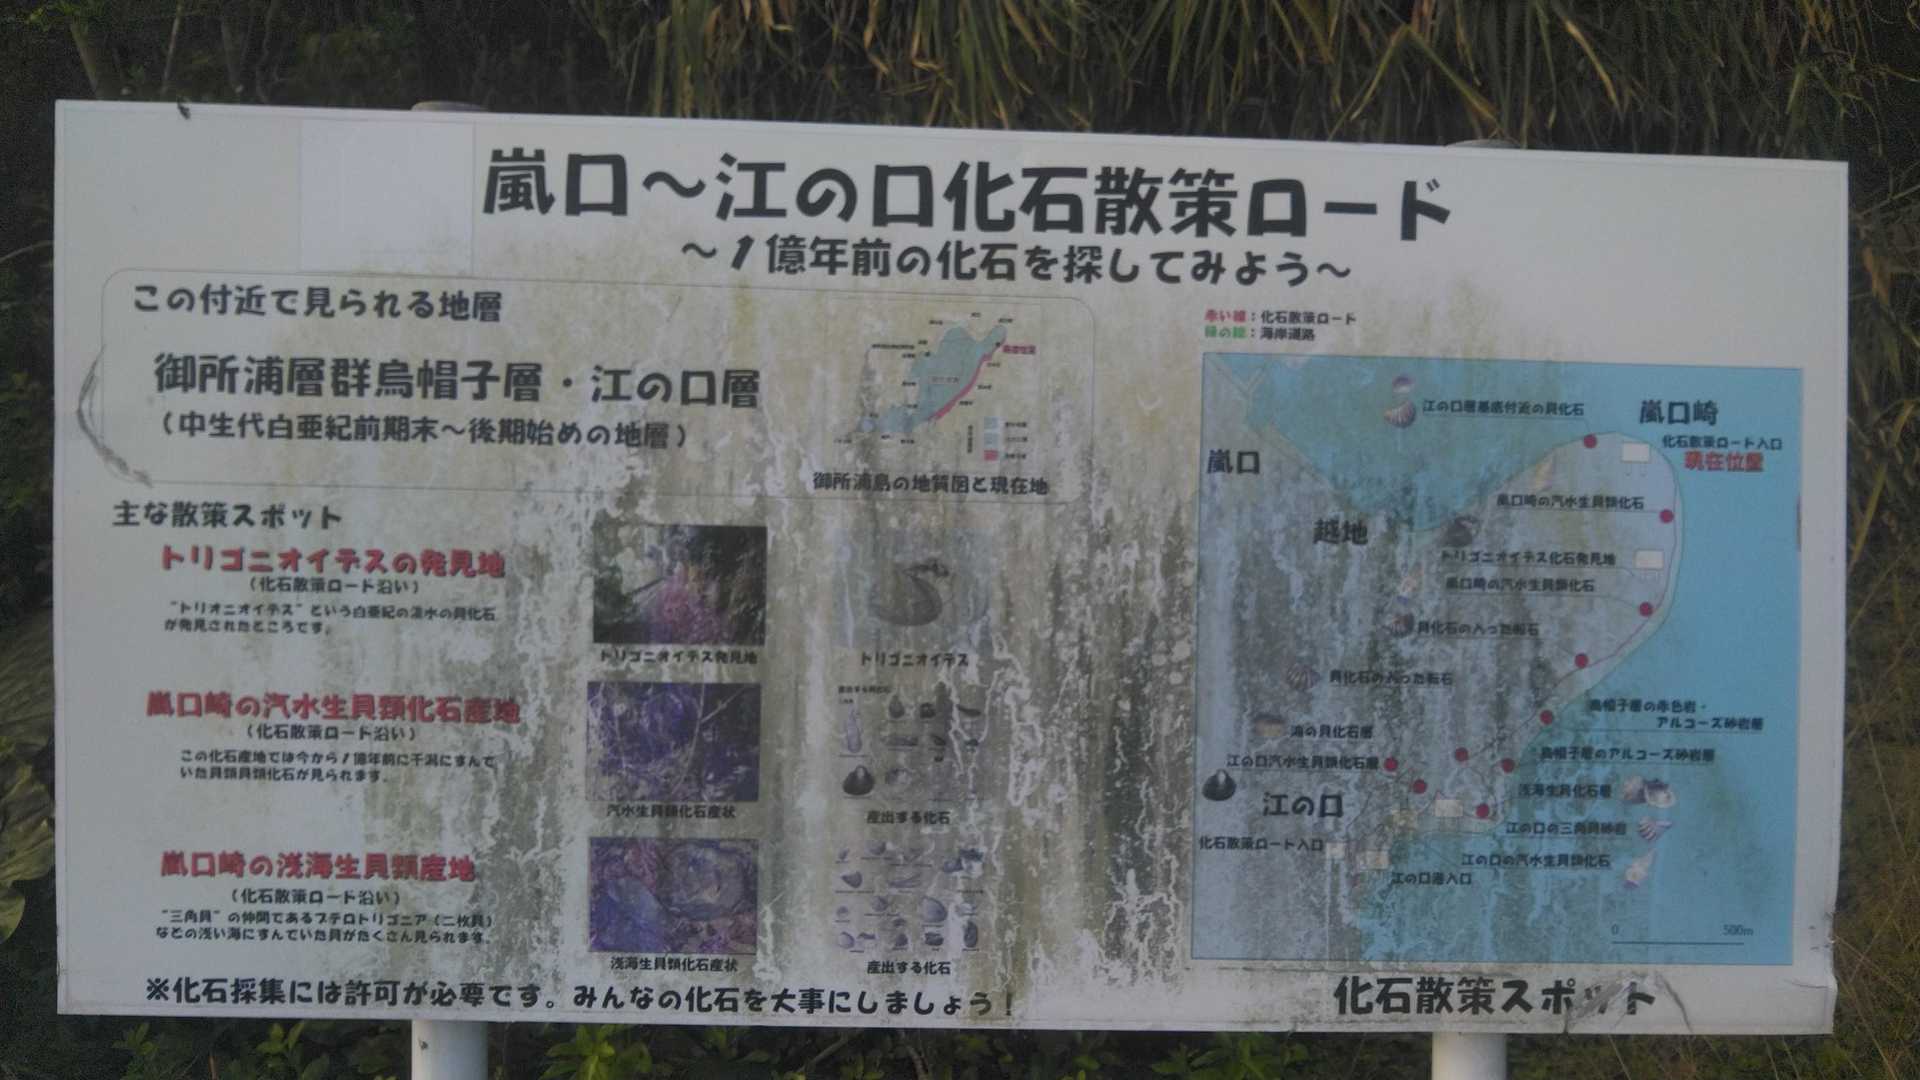 嵐口～江の口化石散策ロード
～1億年前の化石を探してみよう～
この付近で見られる地層
御所浦層群烏帽子層・江の口層
(中生代白亜紀前期末～後期始めの地層)
御所浦島の地質図と現在地
主な散策スポット
トリゴニオイデスの発見地
(化石散策ロード沿い)
"トリオニオイデス"という白亜紀の淡水の貝化石
が発見されたところです。
トリゴニオイデス発見地
トリゴニオイデス
嵐口崎の汽水生貝類化石産地
(化石散策ロード沿い)
この化石産地では今から1億年前に干潟にすんで
いた貝類貝類化石が見られます。
汽水生貝類化石産状
産出する化石
嵐口崎の浅海生貝類産地
(化石散策ロード沿い)
"三角貝"の仲間であるプテロトリゴニア(二枚貝)
などの浅い海にすんでいた貝がたくさん見られます。
浅海生貝類化石産状
産出する化石
※化石採集には許可が必要です。みんなの化石を大事にしましょう！
赤い線：化石散策ロード
緑の線：海岸道路
江の口層基底付近の貝化石
嵐口崎
化石散策ロード入口
現在位置
嵐口
嵐口崎の汽水生貝類化石
越地
トリゴニオイデス化石発見地
嵐口崎の汽水生貝類化石
貝化石の入った転石
貝化石の入った転石
烏帽子層の赤色岩・
アルコーズ砂岩層
の貝化石層
烏帽子層のアルコーズ砂岩層
江の口汽水生貝類化石層
浅海生貝化石層
江の口
江の口の三角貝砂岩
化石散策ロード入口
江の口の汽水生貝類化石
江の口港入口
0 500m
化石散策スポット